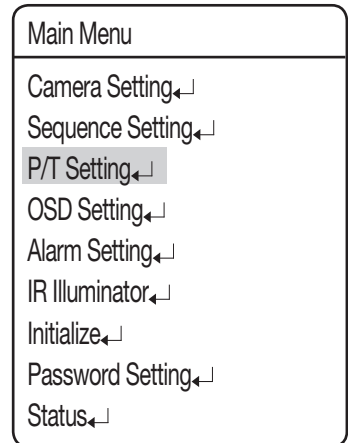 Main Menu
Camera Setting↵
Sequence Setting↵
P/T Setting↵
OSD Setting↵
Alarm Setting↵
IR Illuminator↵
Initialize↵
Password Setting↵
Status↵